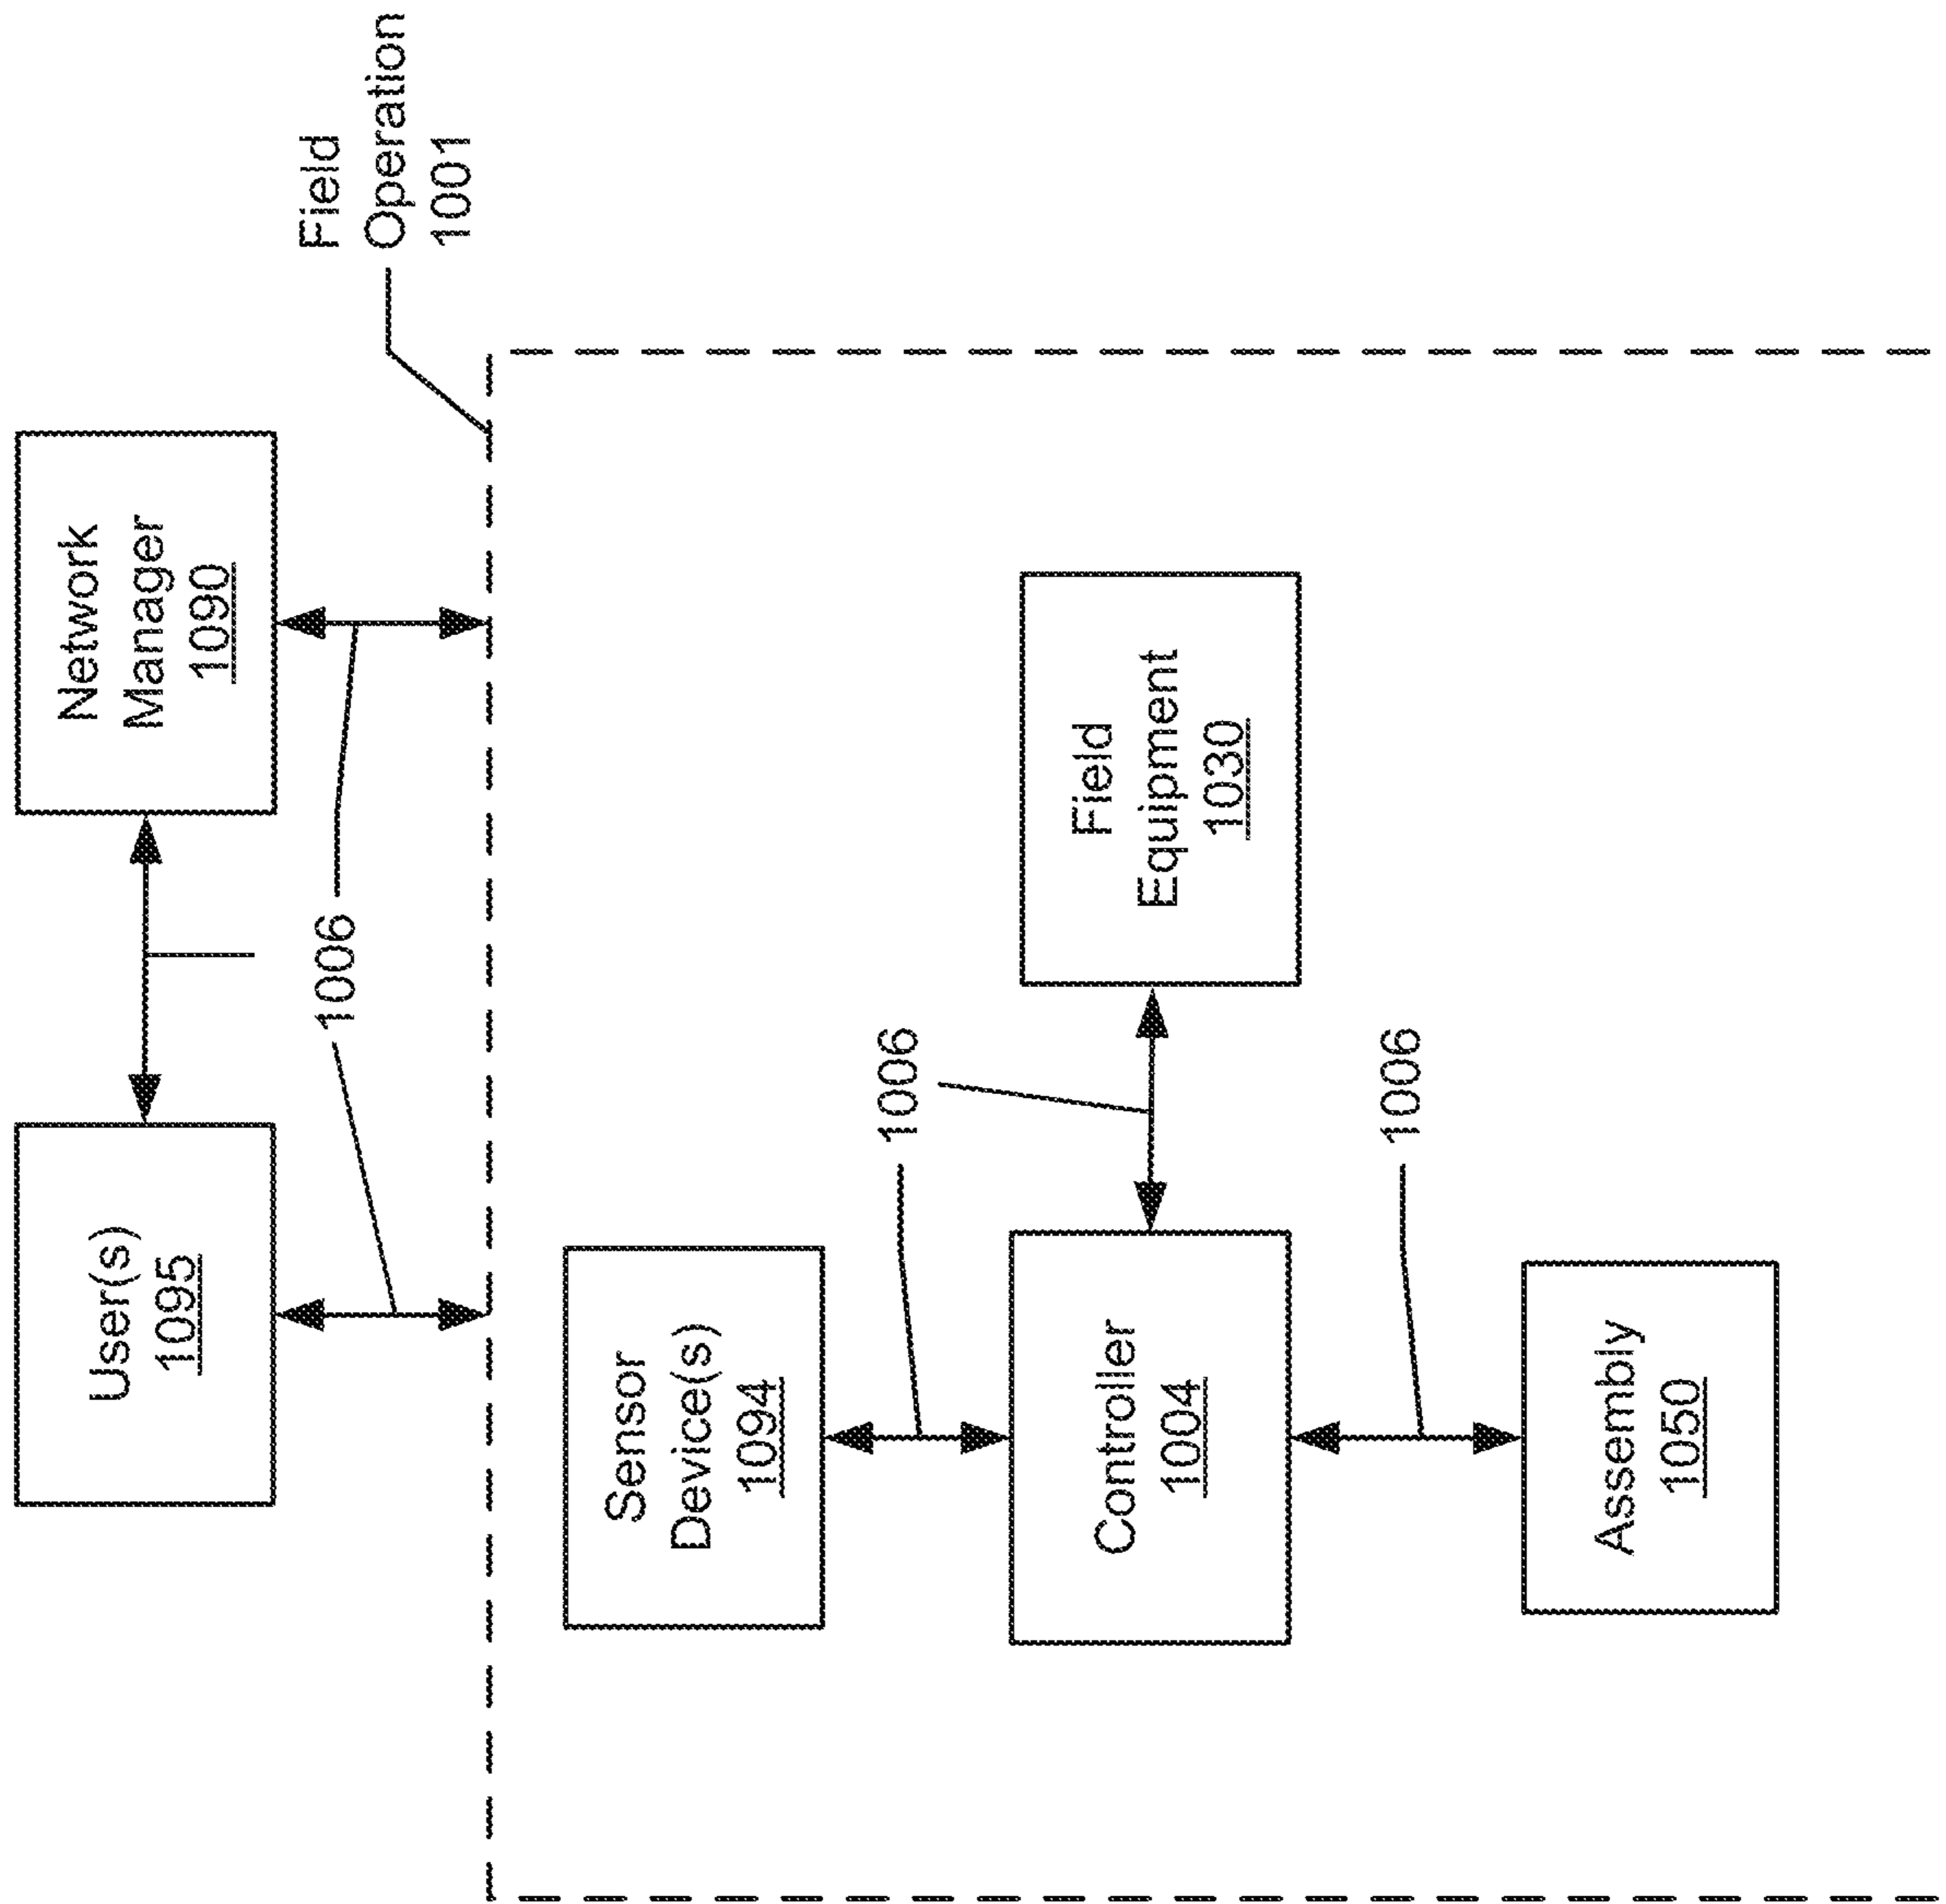 User(s)
1095
Network
Manager
1090
1006
Field
Operation
1001
Sensor
Device(s)
1094
1006
Controller
1004
Field
Equipment
1030
1006
Assembly
1050